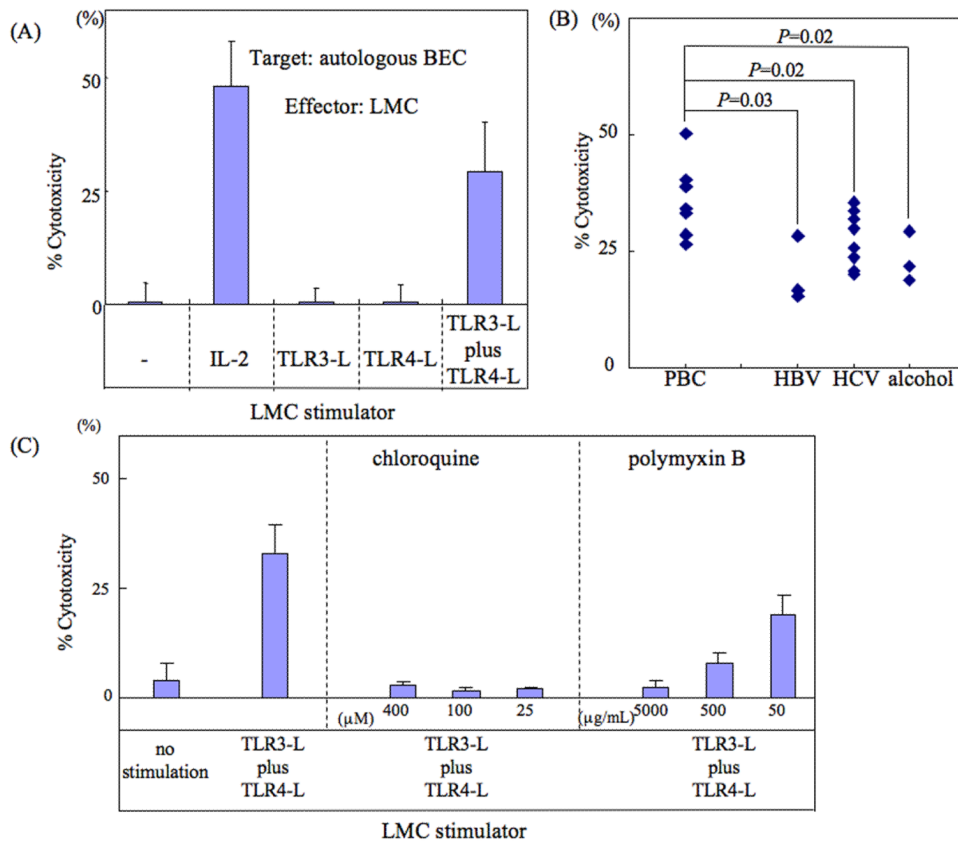 (A)
(%)
50
25
0
% Cytotoxicity
Target: autologous BEC
Effector: LMC
-
IL-2
TLR3-L
TLR4-L
TLR3-L
plus
TLR4-L
LMC stimulator
(B)
(%)
50
25
0
% Cytotoxicity
P=0.02
P=0.02
P=0.03
PBC
HBV
HCV
alcohol
(C)
(%)
50
25
0
% Cytotoxicity
chloroquine
polymyxin B
(μM)
400
100
25
(μg/mL)
5000
500
50
no
stimulation
TLR3-L
plus
TLR4-L
TLR3-L
plus
TLR4-L
TLR3-L
plus
TLR4-L
LMC stimulator